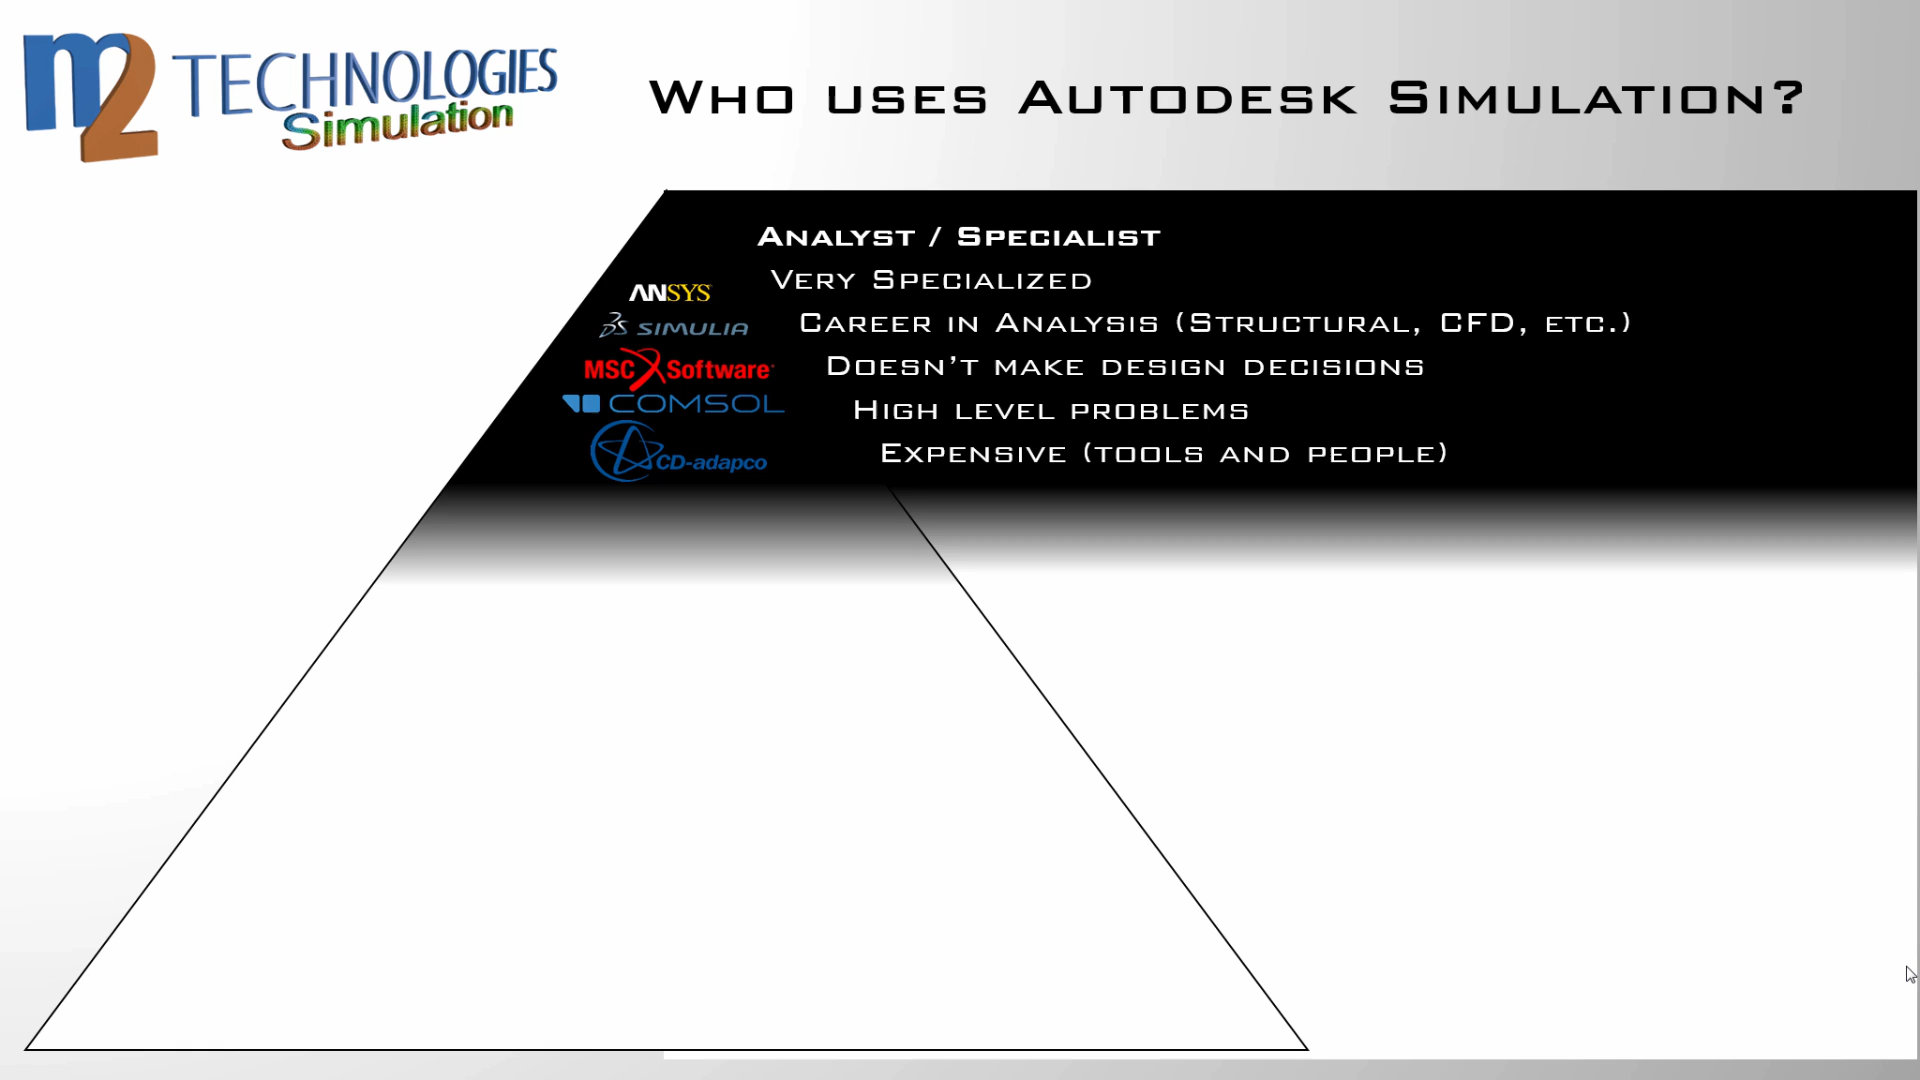 m2 TECHNOLOGIES
Simulation
WHO USES AUTODESK SIMULATION?
ANALYST / SPECIALIST
VERY SPECIALIZED
ANSYS
CAREER IN ANALYSIS (STRUCTURAL, CFD, ETC.)
SIMULIA
DOESN'T MAKE DESIGN DECISIONS
MSC Software
HIGH LEVEL PROBLEMS
COMSOL
EXPENSIVE (TOOLS AND PEOPLE)
CD-adapco